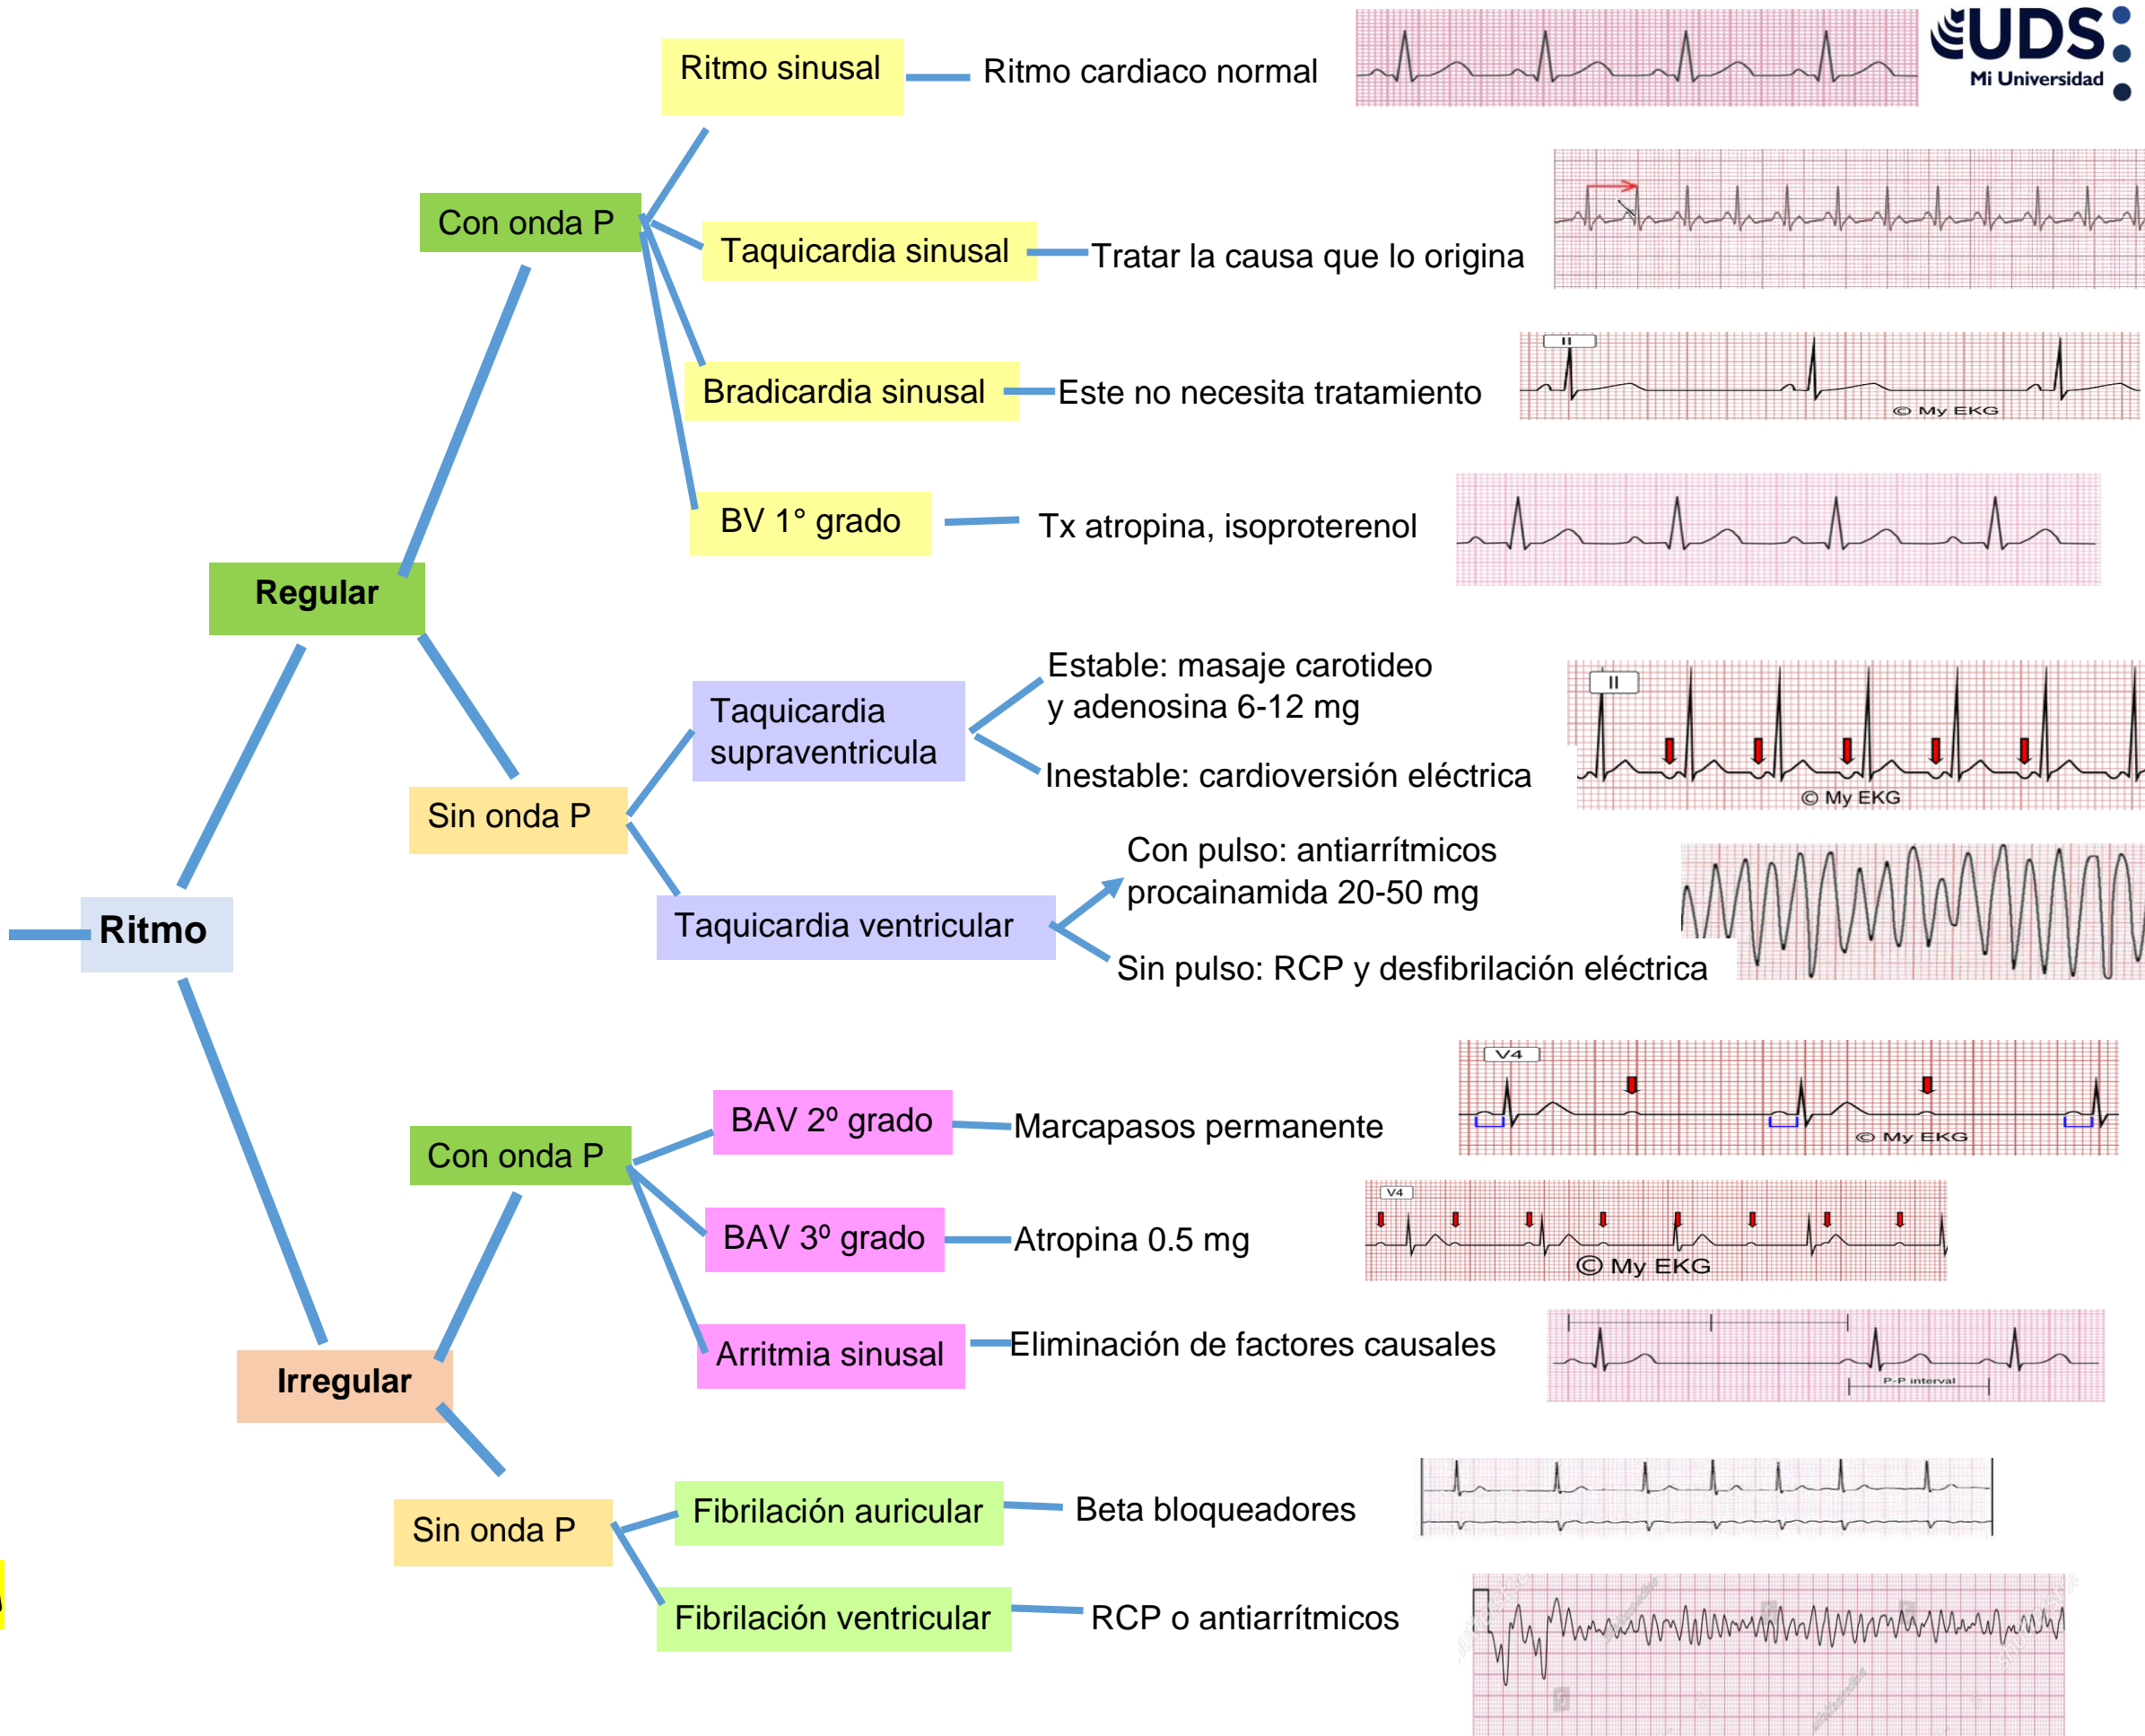 UDS
Mi Universidad
Ritmo sinusal
Ritmo cardiaco normal
Con onda P
Taquicardia sinusal
Tratar la causa que lo origina
II
Bradicardia sinusal
Este no necesita tratamiento
© My EKG
BV 1° grado
Tx atropina, isoproterenol
Regular
Taquicardia
supraventricula
Estable: masaje carotideo
y adenosina 6-12 mg
II
Inestable: cardioversión eléctrica
© My EKG
Sin onda P
Con pulso: antiarrítmicos
procainamida 20-50 mg
Taquicardia ventricular
Sin pulso: RCP y desfibrilación eléctrica
Ritmo
V4
BAV 2º grado
Marcapasos permanente
© My EKG
Con onda P
V4
BAV 3º grado
Atropina 0.5 mg
© My EKG
Arritmia sinusal
Eliminación de factores causales
P-P interval
Irregular
Fibrilación auricular
Beta bloqueadores
Sin onda P
Fibrilación ventricular
RCP o antiarrítmicos